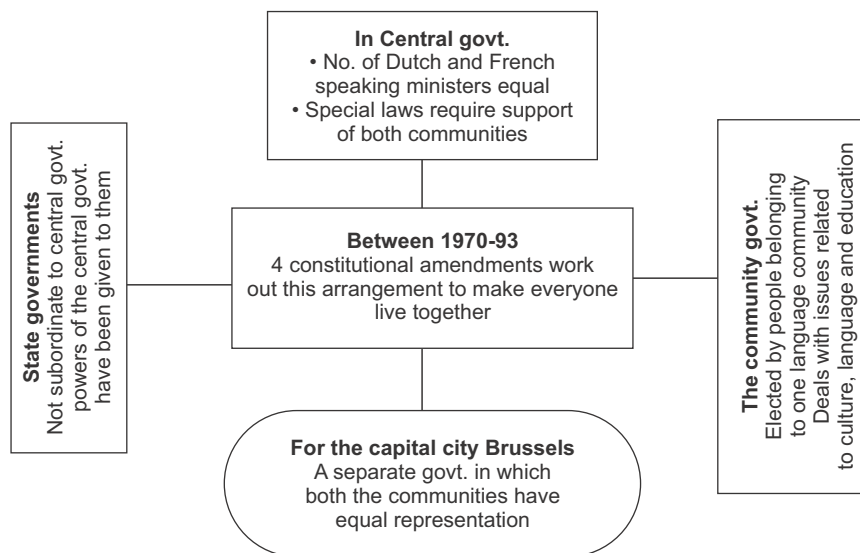 In Central govt.
• No. of Dutch and French
speaking ministers equal
• Special laws require support
of both communities
State governments
Not subordinate to central govt.
powers of the central govt.
have been given to them
Between 1970-93
4 constitutional amendments work
out this arrangement to make everyone
live together
The community govt.
Elected by people belonging
to one language community
Deals with issues related
to culture, language and education
For the capital city Brussels
A separate govt. in which
both the communities have
equal representation